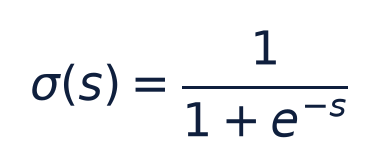 σ(s) = 1 / (1 + e⁻ˢ)